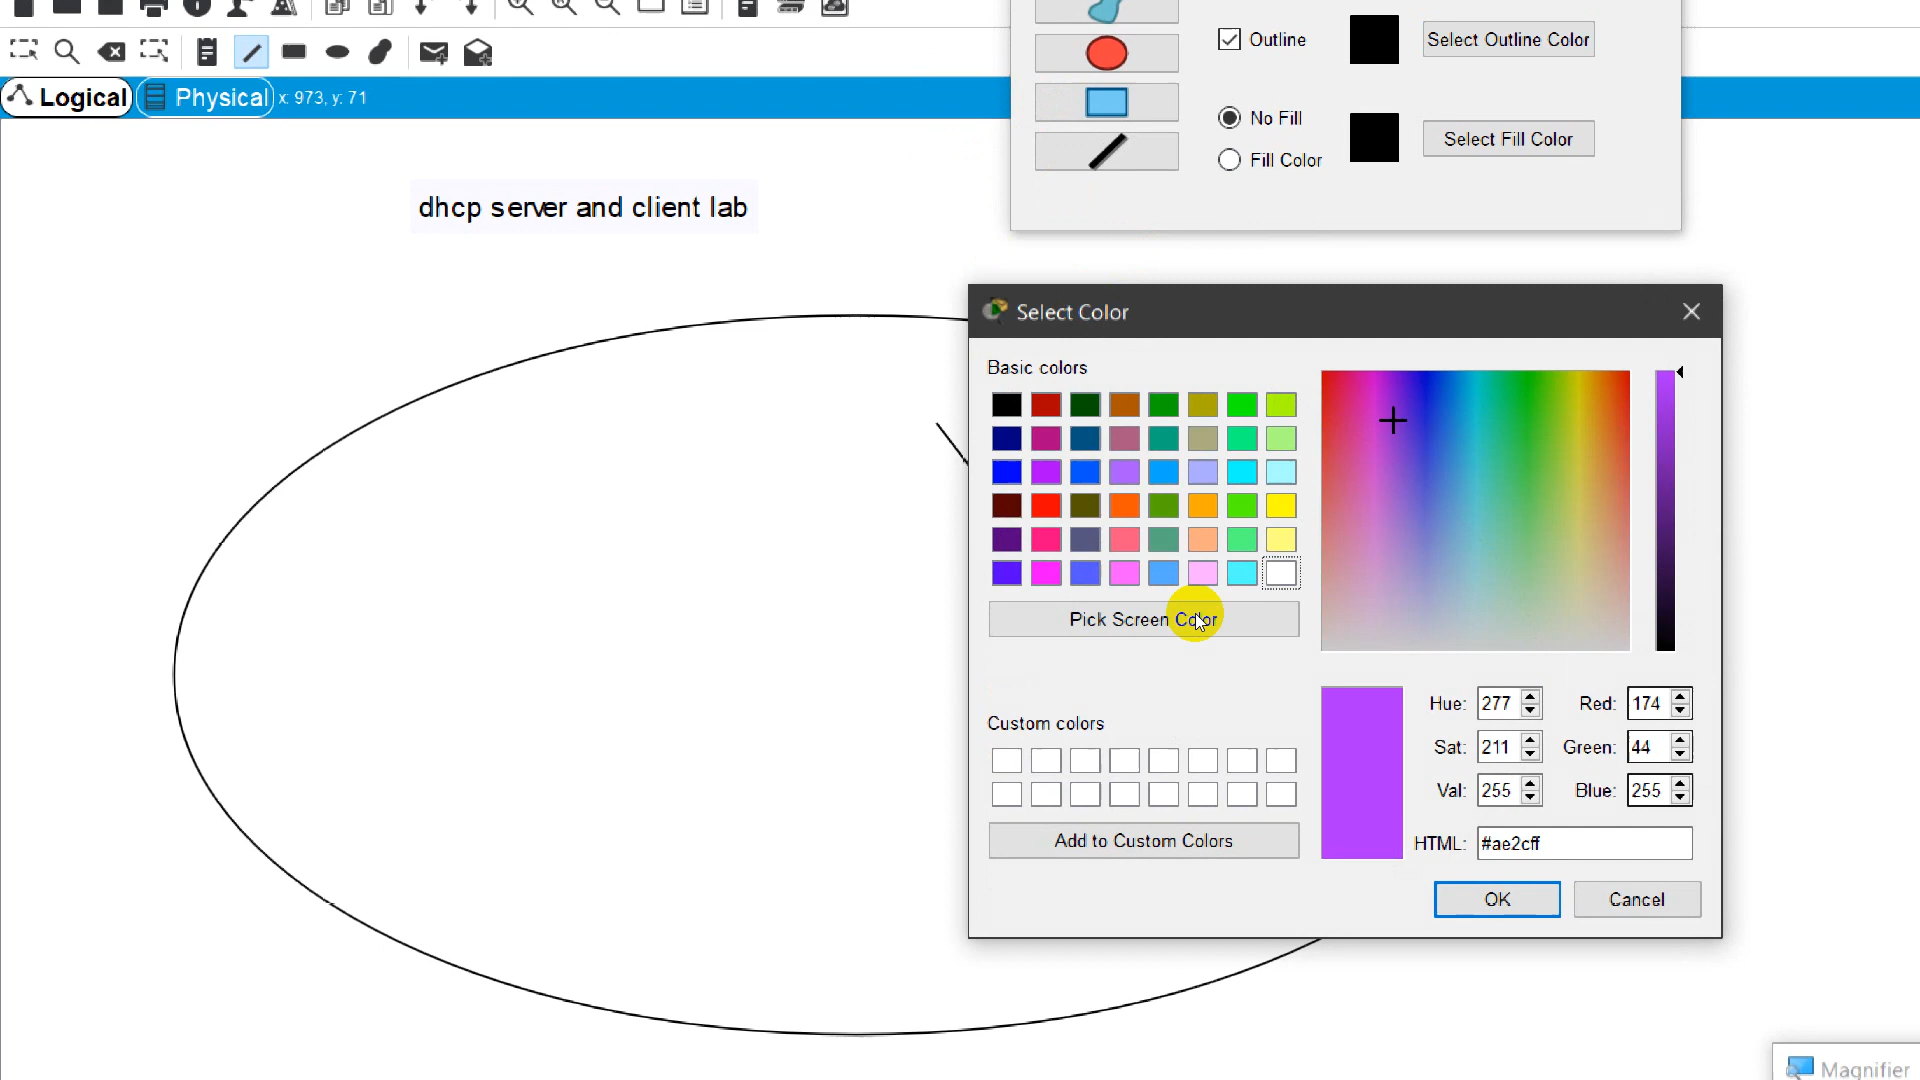 Outline
Select Outline Color
Logical
Physical
x: 973, y: 71
No Fill
Select Fill Color
Fill Color
dhcp server and client lab
Select Color
Basic colors
Pick Screen Color
Custom colors
Hue: 277
Red: 174
Sat: 211
Green: 44
Val: 255
Blue: 255
Add to Custom Colors
HTML: #ae2cff
OK
Cancel
Magnifier